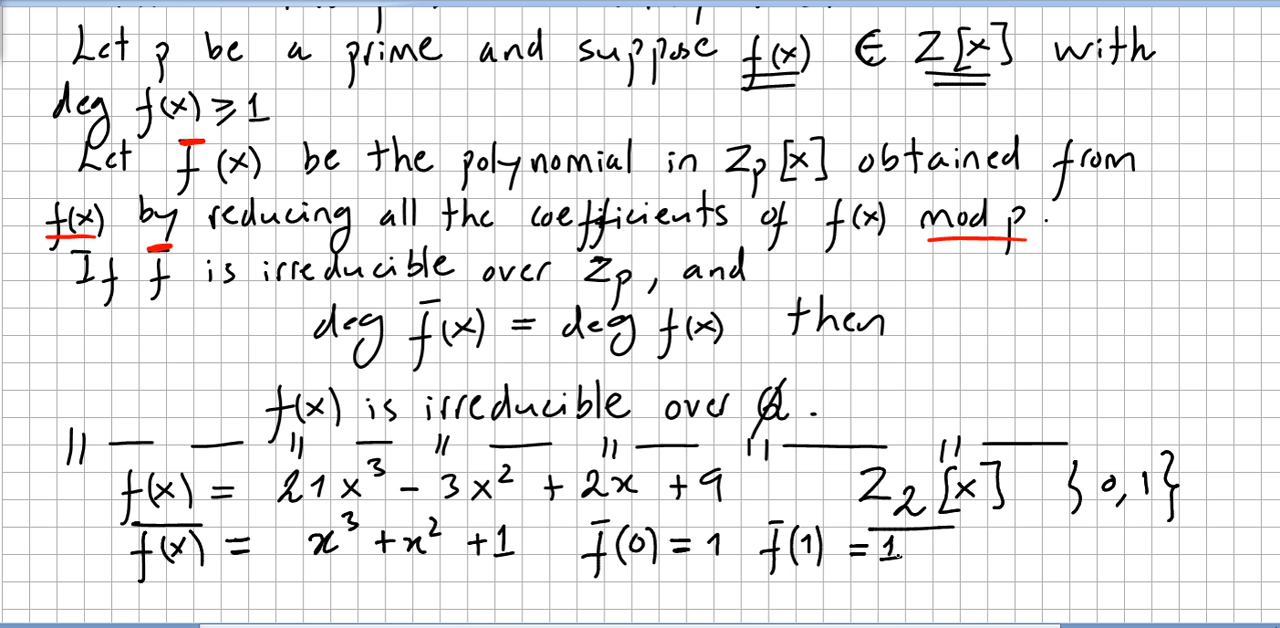 Let p be a prime and suppose f(x) ∈ Z[x] with
deg f(x) ⩾ 1
Let f̄(x) be the polynomial in Zₚ[x] obtained from
f(x) by reducing all the coefficients of f(x) mod p.
If f̄ is irreducible over Zₚ, and
deg f̄(x) = deg f(x) then
f(x) is irreducible over Q.
f(x) = 21x³ - 3x² + 2x + 9 Z₂[x] {0,1}
f̄(x) = x³ + x² + 1 f̄(0) = 1 f̄(1) = 1